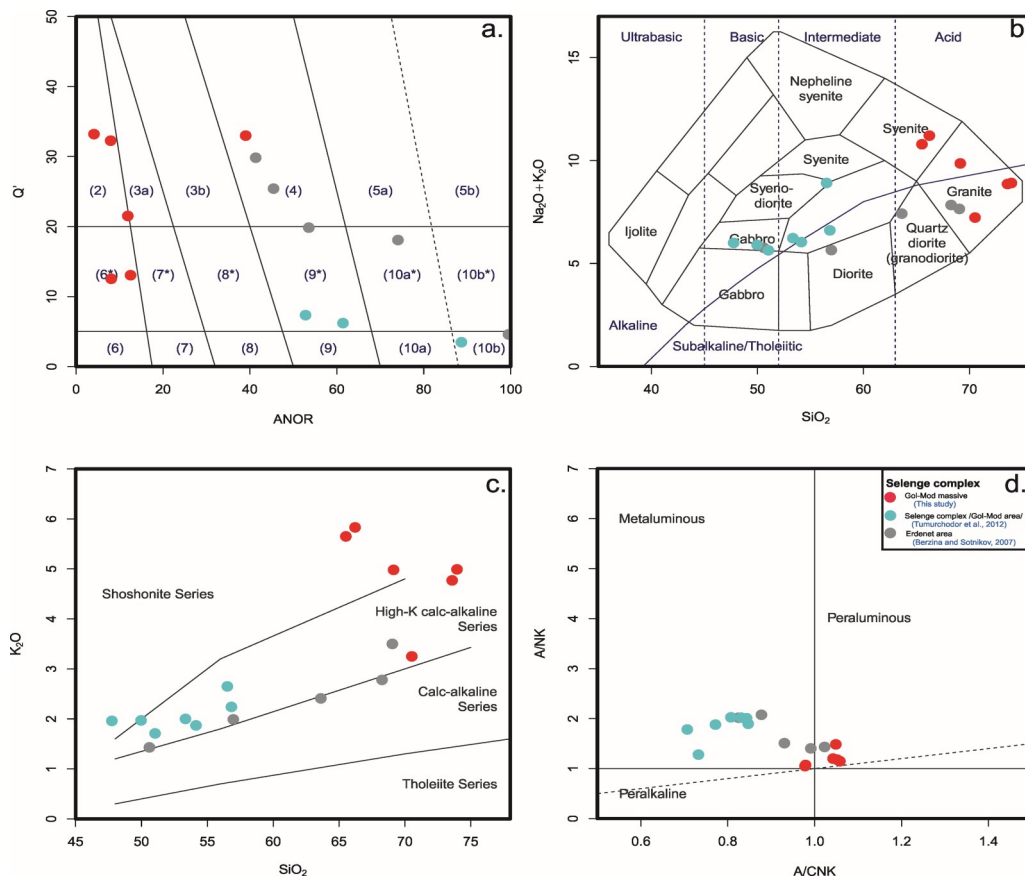 a.
50
40
30
20
10
0
Q'
(2)
(3a)
(3b)
(4)
(5a)
(5b)
(6*)
(7*)
(8*)
(9*)
(10a*)
(10b*)
(6)
(7)
(8)
(9)
(10a)
(10b)
0
20
40
60
80
100
ANOR
b.
15
10
5
0
Na₂O + K₂O
Ultrabasic
Basic
Intermediate
Acid
Nepheline
syenite
Syenite
Syenite
Syeno-
diorite
Granite
Ijolite
Gabbro
Quartz
diorite
(granodiorite)
Diorite
Gabbro
Alkaline
Subalkaline/Tholeiitic
40
50
60
70
SiO₂
c.
7
6
5
4
3
2
1
0
K₂O
Shoshonite Series
High-K calc-alkaline
Series
Calc-alkaline
Series
Tholeiite Series
45
50
55
60
65
70
75
SiO₂
d.
7
6
5
4
3
2
1
0
A/NK
Selenge complex
Gol-Mod massive
(This study)
Selenge complex /Gol-Mod area/
(Tumurchodor et al., 2012)
Erdenet area
(Berzina and Sotnikov, 2007)
Metaluminous
Peraluminous
Peralkaline
0.6
0.8
1.0
1.2
1.4
A/CNK